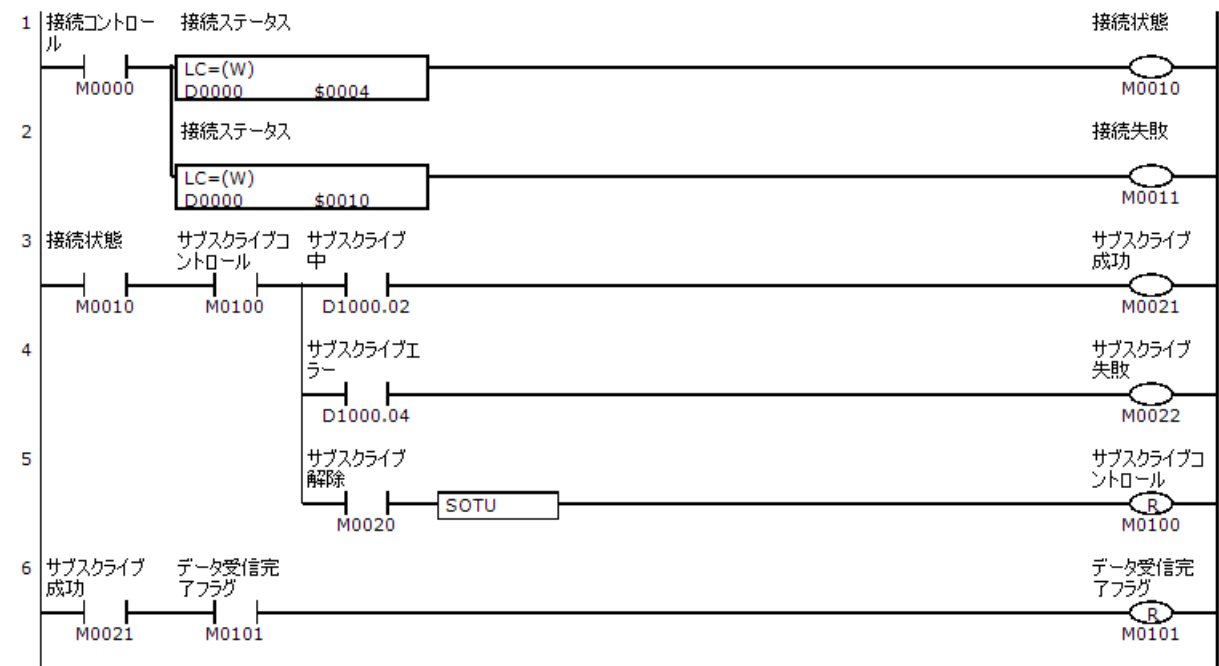 1 接続コントロー 接続ステータス 接続状態
ル
LC=(W)
D0000 $0004
M0000 M0010
2 接続ステータス 接続失敗
LC=(W)
D0000 $0010
M0011
3 接続状態 サブスクライブコ サブスクライブ サブスクライブ
ントロール 中 成功
M0010 M0100 D1000.02 M0021
4 サブスクライブエ サブスクライブ
ラー 失敗
D1000.04 M0022
5 サブスクライブ サブスクライブコ
解除 ントロール
SOTU R
M0020 M0100
6 サブスクライブ データ受信完 データ受信完
成功 了フラグ 了フラグ
R
M0021 M0101 M0101